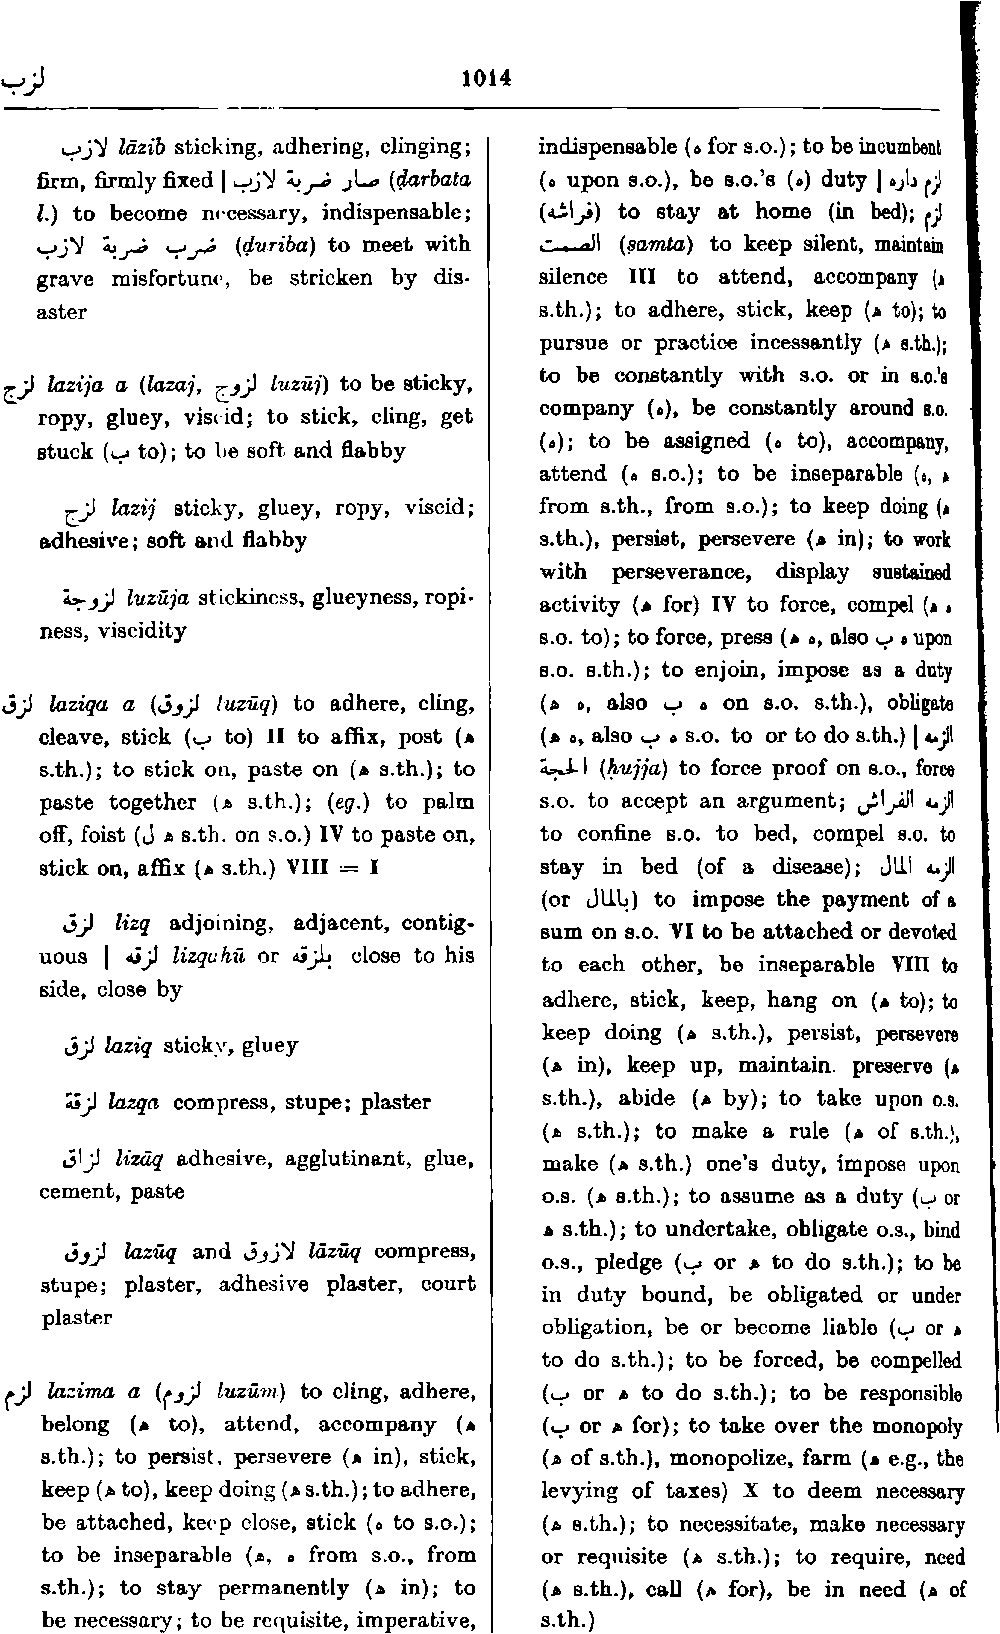 لزب
1014
لازب lāzib sticking, adhering, clinging;
firm, firmly fixed | صار ضربة لازب (ḍarbata
l.) to become necessary, indispensable;
ضرب ضربة لازب (ḍuriba) to meet with
grave misfortune, be stricken by dis-
aster
لزج lazija a (lazaj, لزوج luzūj) to be sticky,
ropy, gluey, viscid; to stick, cling, get
stuck (ب to); to be soft and flabby
لزج lazij sticky, gluey, ropy, viscid;
adhesive; soft and flabby
لزوجة luzūja stickiness, glueyness, ropi-
ness, viscidity
لزق laziqa a (لزوق luzūq) to adhere, cling,
cleave, stick (ب to) II to affix, post (ھ
s.th.); to stick on, paste on (ھ s.th.); to
paste together (ھ s.th.); (eg.) to palm
off, foist (ل ھ s.th. on s.o.) IV to paste on,
stick on, affix (ھ s.th.) VIII = I
لزق lizq adjoining, adjacent, contig-
uous | لزقه lizqahū or بلزقه close to his
side, close by
لزق laziq sticky, gluey
لزقة lazqa compress, stupe; plaster
لزاق lizāq adhesive, agglutinant, glue,
cement, paste
لزوق lazūq and لازوق lāzūq compress,
stupe; plaster, adhesive plaster, court
plaster
لزم lazima a (لزوم luzūm) to cling, adhere,
belong (ھ to), attend, accompany (ھ
s.th.); to persist, persevere (ھ in), stick,
keep (ھ to), keep doing (ھ s.th.); to adhere,
be attached, keep close, stick (ه to s.o.);
to be inseparable (ھ, ه from s.o., from
s.th.); to stay permanently (ھ in); to
be necessary; to be requisite, imperative,
indispensable (ه for s.o.); to be incumbent
(ه upon s.o.), be s.o.'s (ه) duty | لزم داره
(فراشه) to stay at home (in bed); لزم
الصمت (ṣamta) to keep silent, maintain
silence III to attend, accompany (ھ
s.th.); to adhere, stick, keep (ھ to); to
pursue or practice incessantly (ھ s.th.);
to be constantly with s.o. or in s.o.'s
company (ه), be constantly around s.o.
(ه); to be assigned (ه to), accompany,
attend (ه s.o.); to be inseparable (ه, ھ
from s.th., from s.o.); to keep doing (ھ
s.th.), persist, persevere (ھ in); to work
with perseverance, display sustained
activity (ھ for) IV to force, compel (ھ ه
s.o. to); to force, press (ھ ه, also ب ه upon
s.o. s.th.); to enjoin, impose as a duty
(ھ ه, also ب ه on s.o. s.th.), obligate
(ھ ه, also ب ه s.o. to or to do s.th.) | الزمه
الحجة (ḥujja) to force proof on s.o., force
s.o. to accept an argument; الزمه الفراش
to confine s.o. to bed, compel s.o. to
stay in bed (of a disease); الزمه المال
(or بالمال) to impose the payment of a
sum on s.o. VI to be attached or devoted
to each other, be inseparable VIII to
adhere, stick, keep, hang on (ھ to); to
keep doing (ھ s.th.), persist, persevere
(ھ in), keep up, maintain, preserve (ھ
s.th.), abide (ھ by); to take upon o.s.
(ھ s.th.); to make a rule (ھ of s.th.),
make (ھ s.th.) one's duty, impose upon
o.s. (ھ s.th.); to assume as a duty (ب or
ھ s.th.); to undertake, obligate o.s., bind
o.s., pledge (ب or ھ to do s.th.); to be
in duty bound, be obligated or under
obligation, be or become liable (ب or ھ
to do s.th.); to be forced, be compelled
(ب or ھ to do s.th.); to be responsible
(ب or ھ for); to take over the monopoly
(ھ of s.th.), monopolize, farm (ھ e.g., the
levying of taxes) X to deem necessary
(ھ s.th.); to necessitate, make necessary
or requisite (ھ s.th.); to require, need
(ھ s.th.), call (ھ for), be in need (ھ of
s.th.)